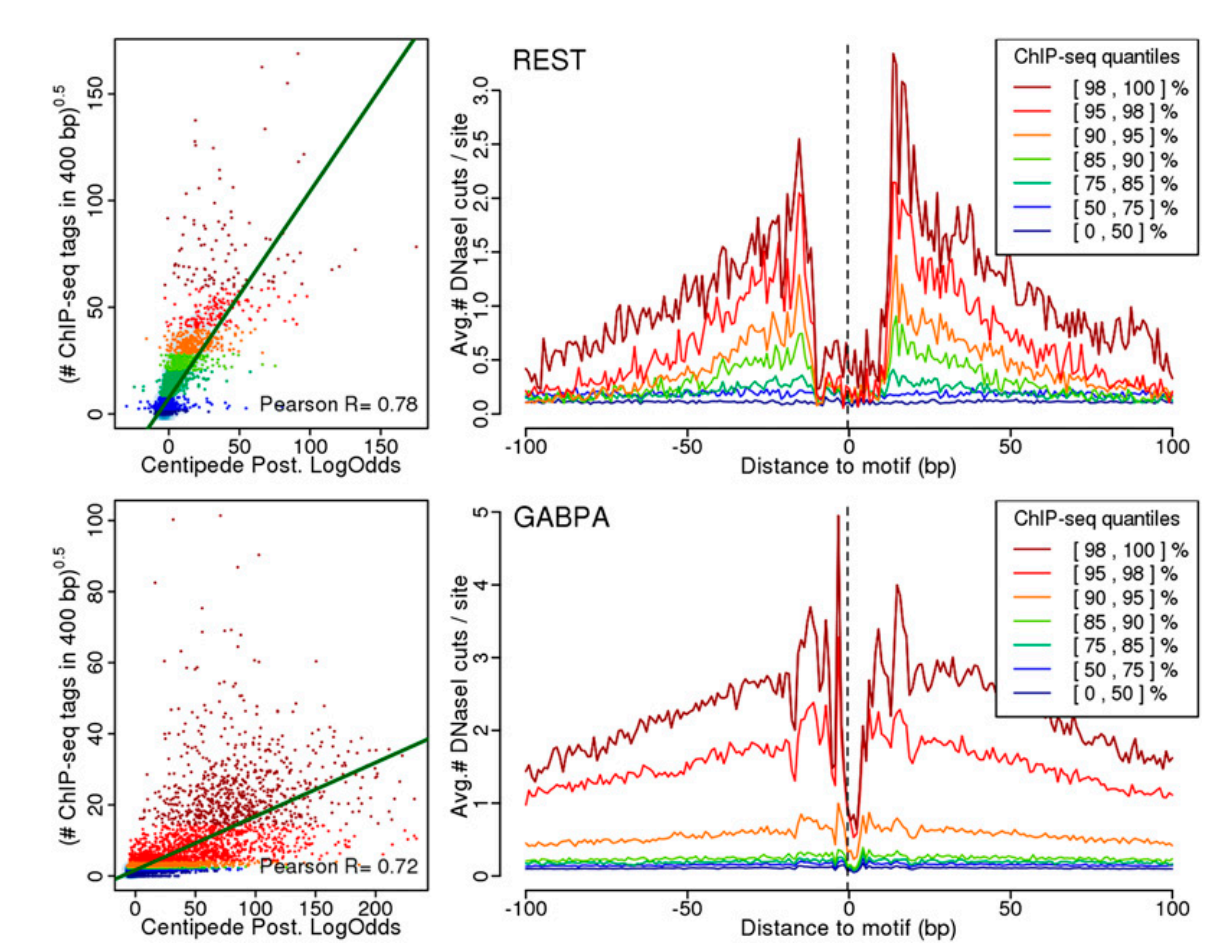 (# ChIP-seq tags in 400 bp)^0.5
150
100
50
0
Pearson R= 0.78
0 50 100 150
Centipede Post. LogOdds
REST
Avg.# DNaseI cuts / site
3.0
2.5
2.0
1.5
1.0
0.5
0.0
-100 -50 0 50 100
Distance to motif (bp)
ChIP-seq quantiles
[ 98 , 100 ] %
[ 95 , 98 ] %
[ 90 , 95 ] %
[ 85 , 90 ] %
[ 75 , 85 ] %
[ 50 , 75 ] %
[ 0 , 50 ] %
(# ChIP-seq tags in 400 bp)^0.5
100
80
60
40
20
0
Pearson R= 0.72
0 50 100 150 200
Centipede Post. LogOdds
GABPA
Avg.# DNaseI cuts / site
5
4
3
2
1
0
-100 -50 0 50 100
Distance to motif (bp)
ChIP-seq quantiles
[ 98 , 100 ] %
[ 95 , 98 ] %
[ 90 , 95 ] %
[ 85 , 90 ] %
[ 75 , 85 ] %
[ 50 , 75 ] %
[ 0 , 50 ] %